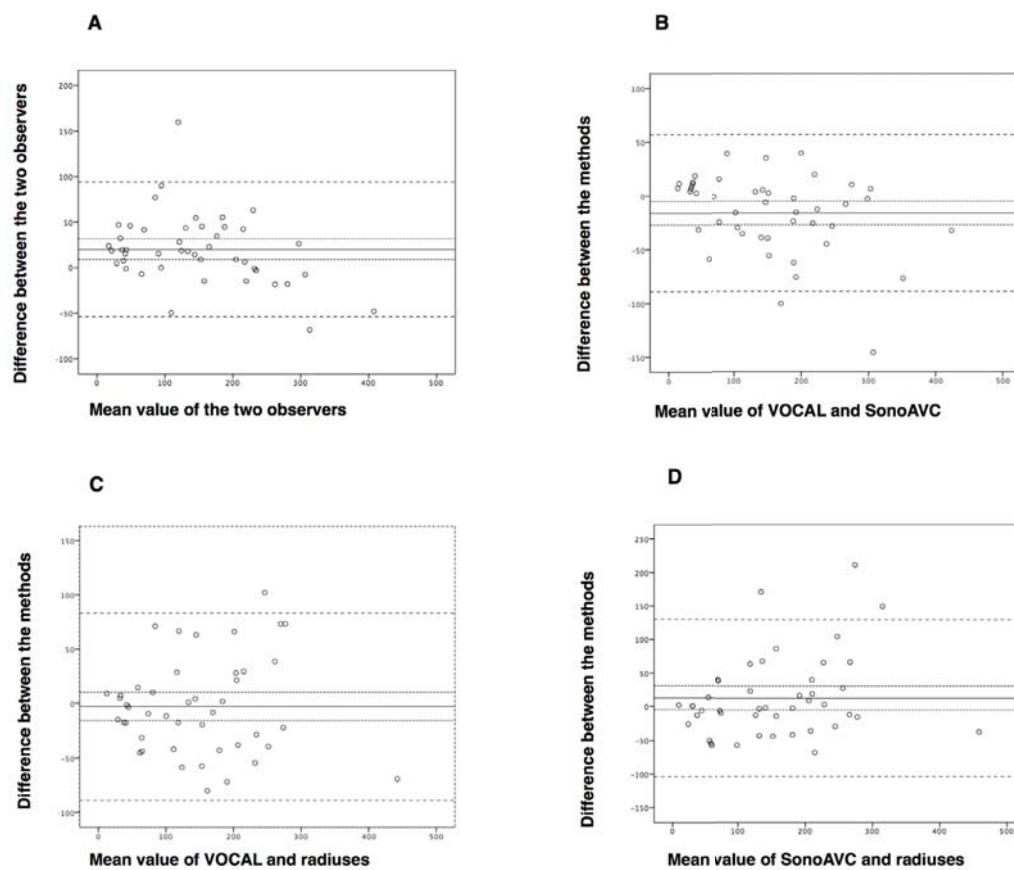 A
Difference between the two observers
200
150
100
50
0
-50
-100
0 100 200 300 400 500
Mean value of the two observers
B
Difference between the methods
100
50
0
-50
-100
-150
0 100 200 300 400 500
Mean value of VOCAL and SonoAVC
C
Difference between the methods
150
100
50
0
-50
-100
0 100 200 300 400 500
Mean value of VOCAL and radiuses
D
Difference between the methods
250
200
150
100
50
0
-50
-100
-150
0 100 200 300 400 500
Mean value of SonoAVC and radiuses